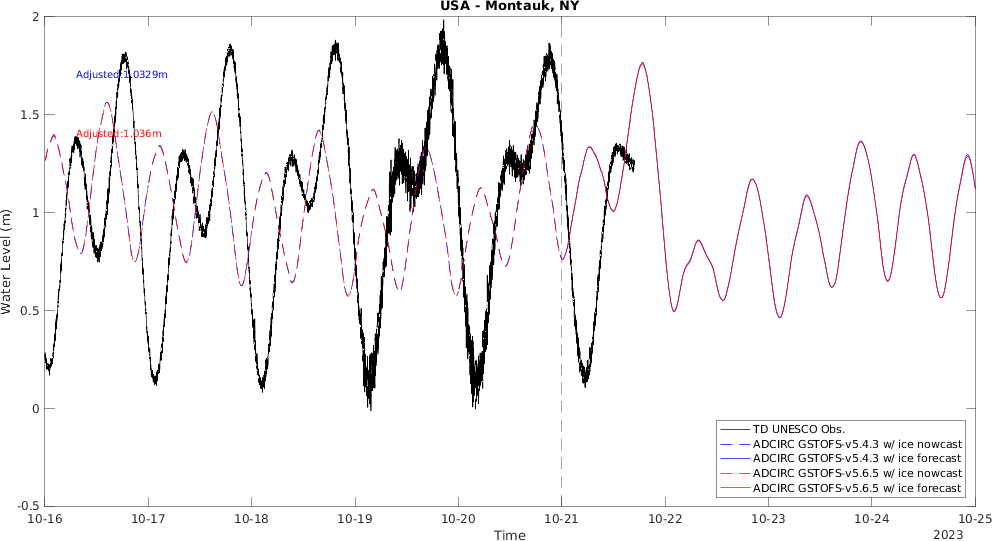 USA - Montauk, NY
2
1.5
1
0.5
0
-0.5
Water Level (m)
Adjusted:1.0329m
Adjusted:1.036m
TD UNESCO Obs.
ADCIRC GSTOFS-v5.4.3 w/ ice nowcast
ADCIRC GSTOFS-v5.4.3 w/ ice forecast
ADCIRC GSTOFS-v5.6.5 w/ ice nowcast
ADCIRC GSTOFS-v5.6.5 w/ ice forecast
10-16 10-17 10-18 10-19 10-20 10-21 10-22 10-23 10-24 10-25
Time
2023